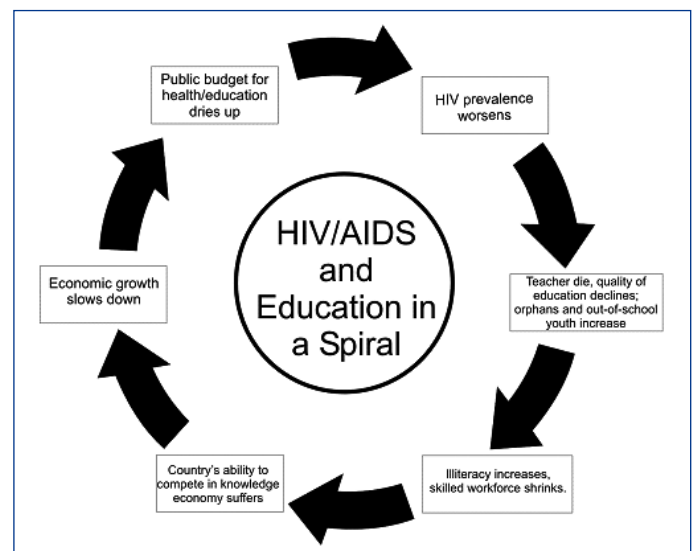 Public budget for
health/education
dries up
HIV prevalence
worsens
Teacher die, quality of
education declines;
orphans and out-of-school
youth increase
Illiteracy increases,
skilled workforce shrinks.
Country's ability to
compete in knowledge
economy suffers
Economic growth
slows down
HIV/AIDS
and
Education in
a Spiral